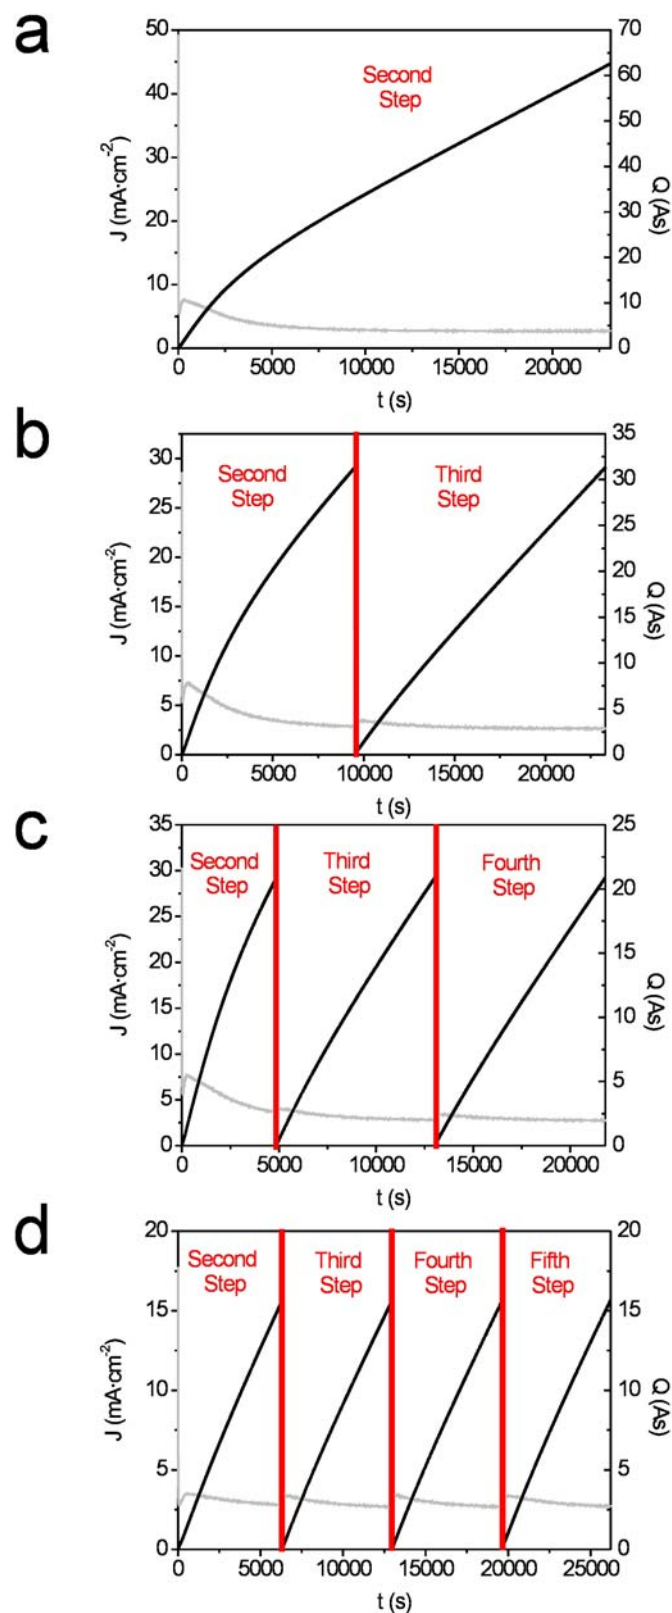 a
Second
Step
J (mA·cm-2)
50
40
30
20
10
0
Q (As)
70
60
50
40
30
20
10
0
0 5000 10000 15000 20000
t (s)
b
Second
Step
Third
Step
J (mA·cm-2)
30
25
20
15
10
5
0
Q (As)
35
30
25
20
15
10
5
0
0 5000 10000 15000 20000
t (s)
c
Second
Step
Third
Step
Fourth
Step
J (mA·cm-2)
35
30
25
20
15
10
5
0
Q (As)
25
20
15
10
5
0
0 5000 10000 15000 20000
t (s)
d
Second
Step
Third
Step
Fourth
Step
Fifth
Step
J (mA·cm-2)
20
15
10
5
0
Q (As)
20
15
10
5
0
0 5000 10000 15000 20000 25000
t (s)